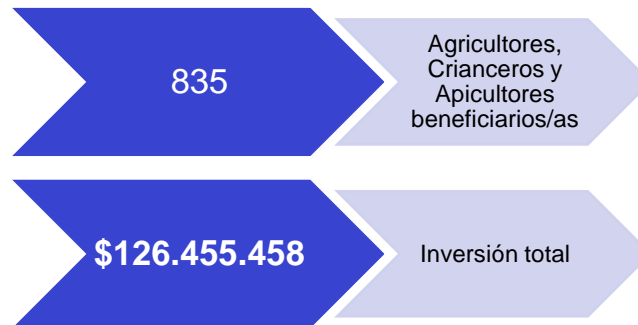 835
Agricultores,
Crianceros y
Apicultores
beneficiarios/as
$126.455.458
Inversión total